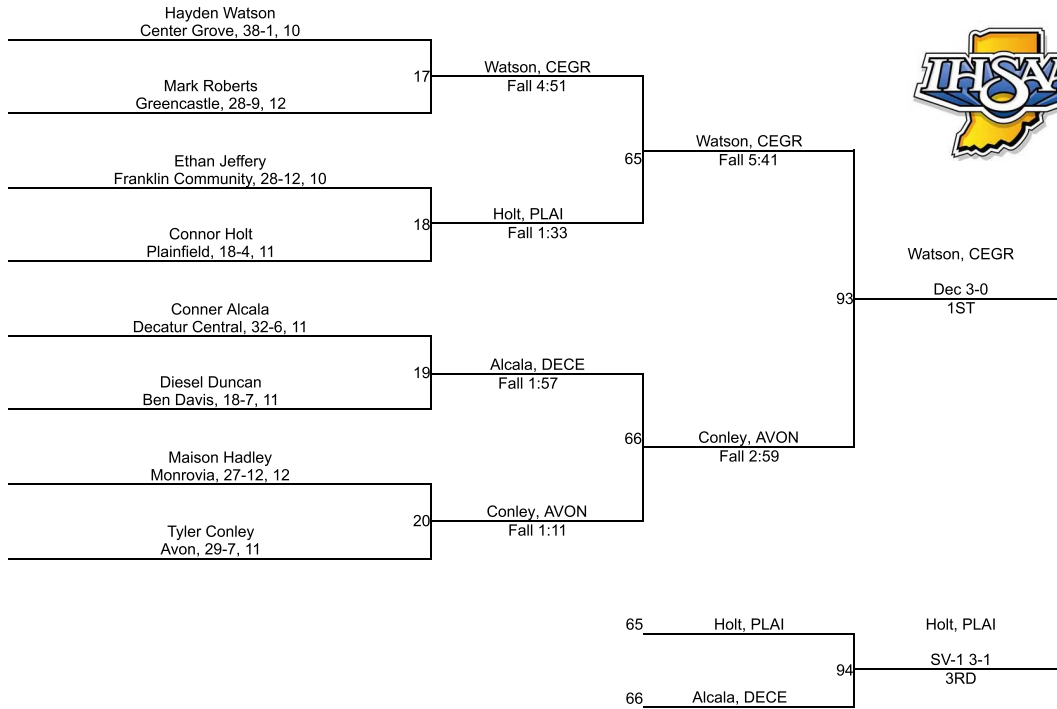 Hayden Watson
Center Grove, 38-1, 10
17
Mark Roberts
Greencastle, 28-9, 12
Watson, CEGR
Fall 4:51
Ethan Jeffery
Franklin Community, 28-12, 10
18
Connor Holt
Plainfield, 18-4, 11
Holt, PLAI
Fall 1:33
65
Watson, CEGR
Fall 5:41
Conner Alcala
Decatur Central, 32-6, 11
19
Diesel Duncan
Ben Davis, 18-7, 11
Alcala, DECE
Fall 1:57
Maison Hadley
Monrovia, 27-12, 12
20
Tyler Conley
Avon, 29-7, 11
Conley, AVON
Fall 1:11
66
Conley, AVON
Fall 2:59
93
Watson, CEGR
Dec 3-0
1ST
IHSAA
65
Holt, PLAI
66
Alcala, DECE
94
Holt, PLAI
SV-1 3-1
3RD